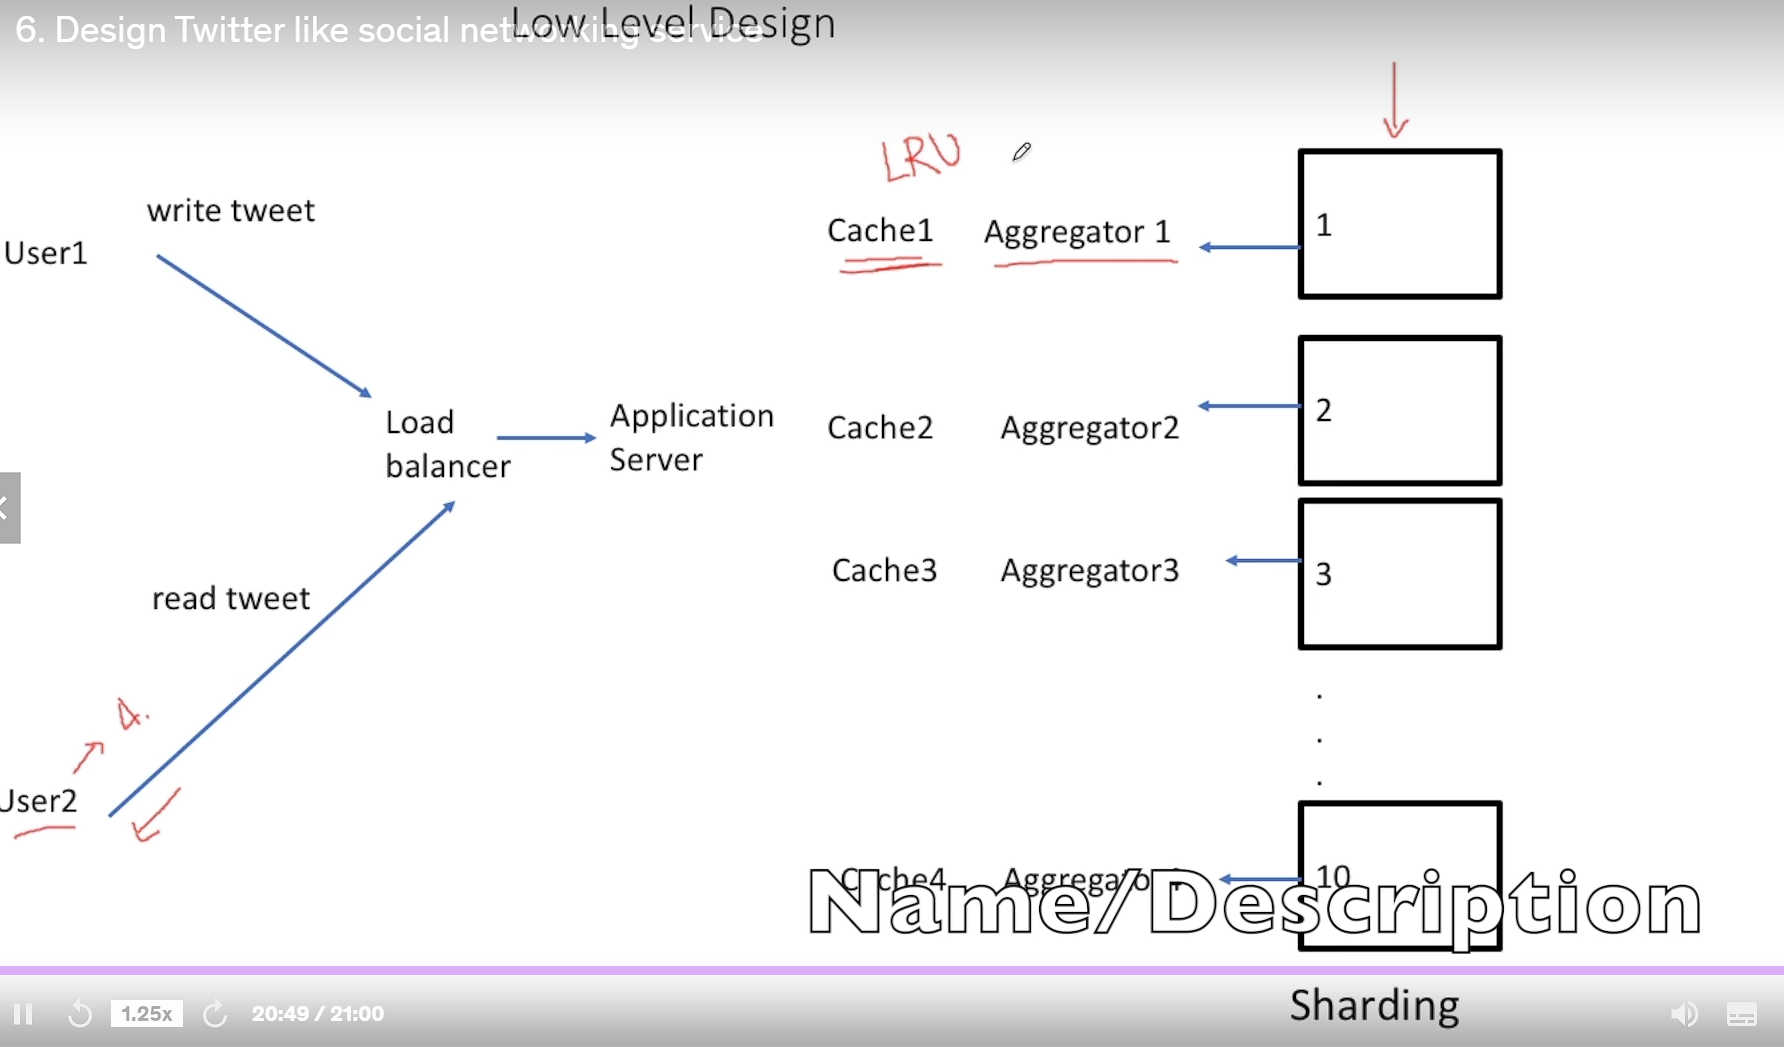 6. Design Twitter like social networking service
Low Level Design
LRU
write tweet
User1
Cache1
Aggregator 1
1
Load
balancer
Application
Server
Cache2
Aggregator2
2
Cache3
Aggregator3
3
read tweet
.
.
.
User2
Cache4
10
Name/Description
Sharding
1.25x
20:49 / 21:00